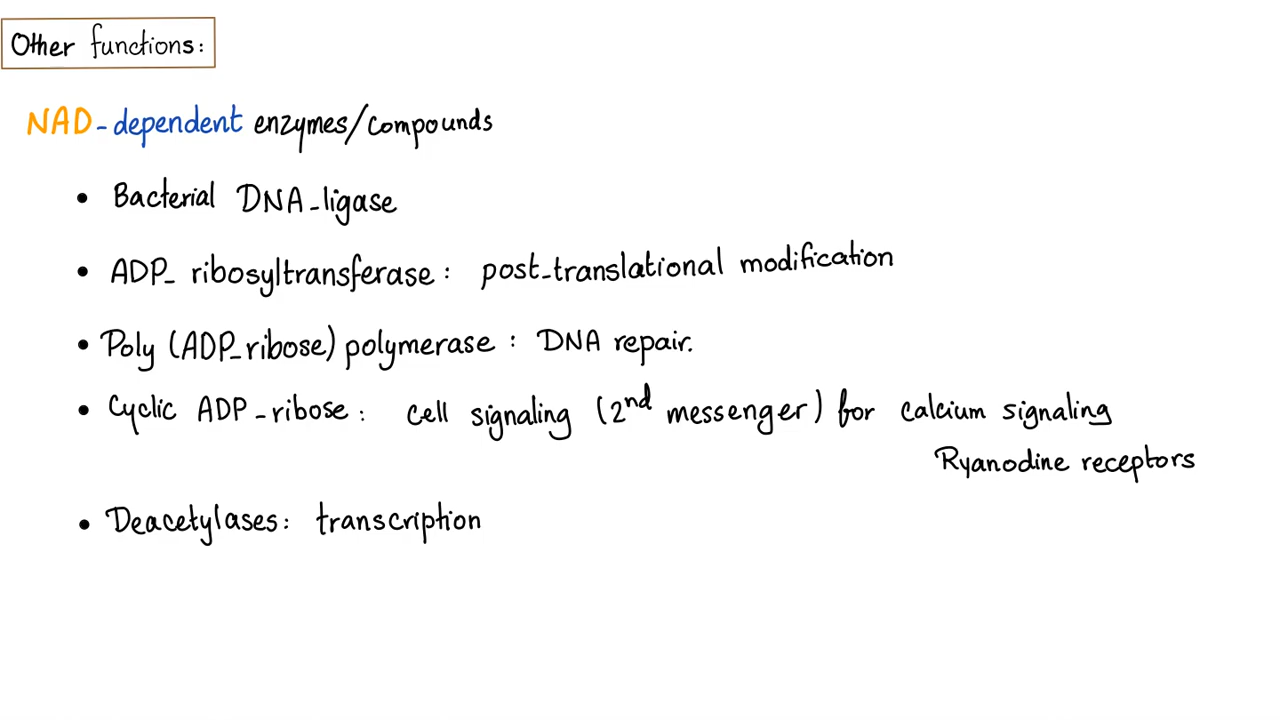 Other functions:
NAD-dependent enzymes/compounds
• Bacterial DNA-ligase
• ADP-ribosyltransferase: post-translational modification
• Poly (ADP-ribose) polymerase: DNA repair.
• Cyclic ADP-ribose: cell signaling (2nd messenger) for calcium signaling
Ryanodine receptors
• Deacetylases: transcription